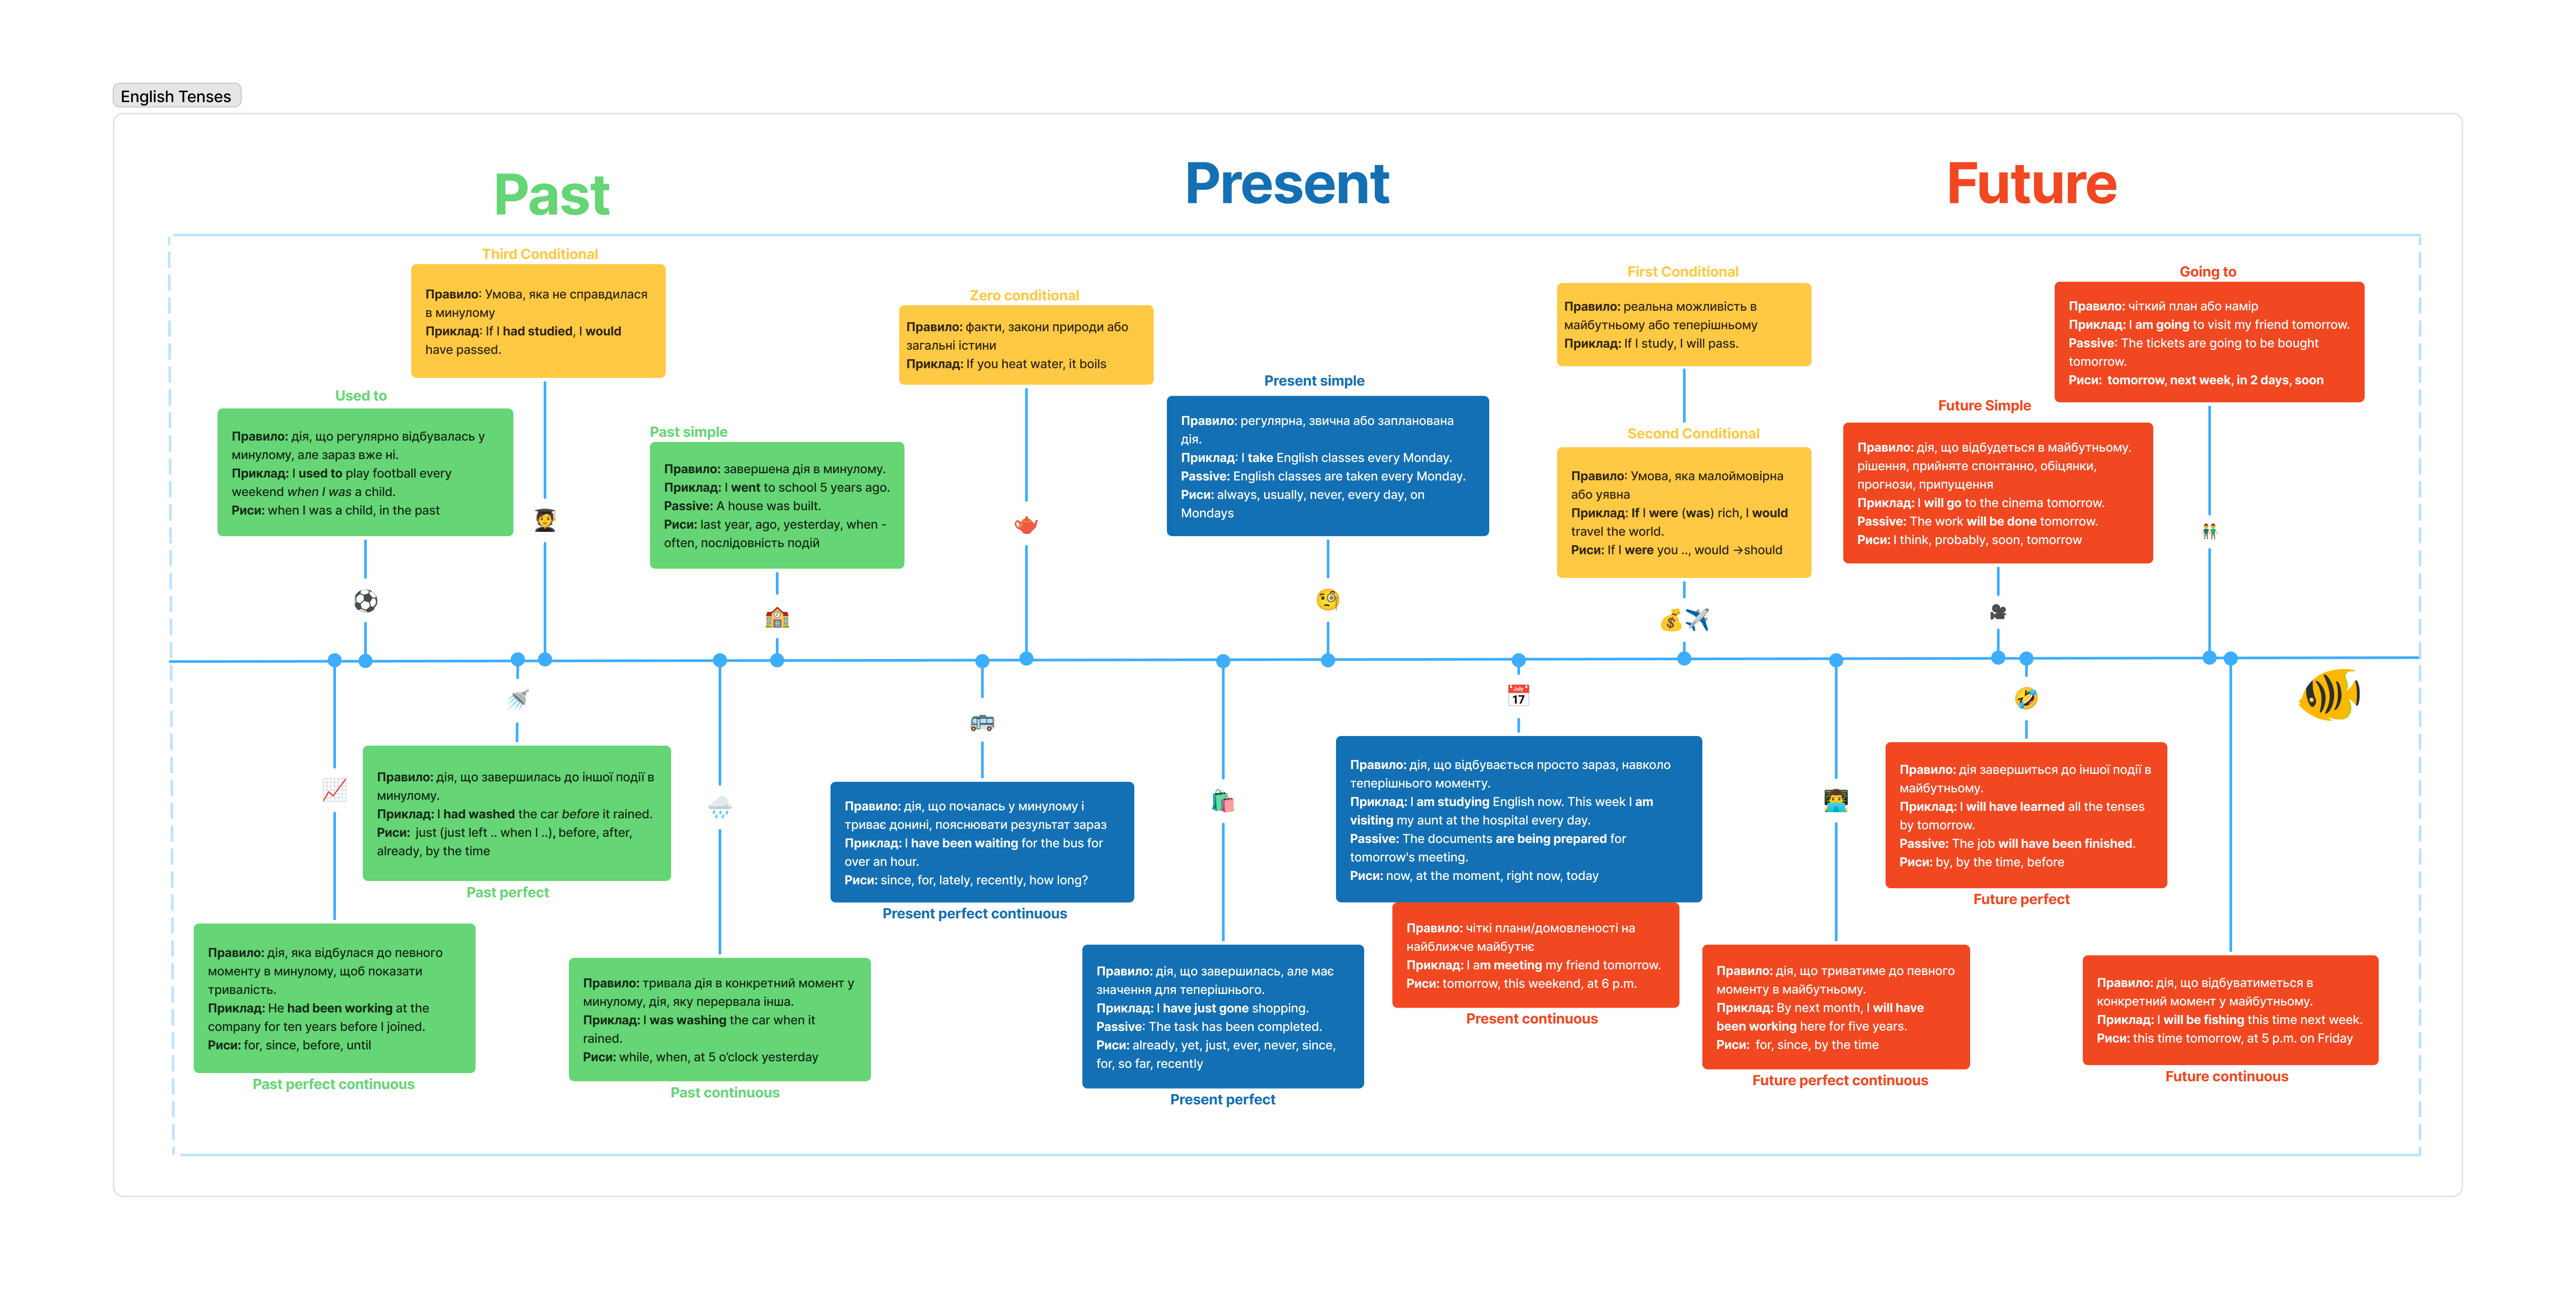 English Tenses
Past
Present
Future
Third Conditional
Правило: Умова, яка не справдилася
в минулому
Приклад: If I had studied, I would
have passed.
Zero conditional
Правило: факти, закони природи або
загальні істини
Приклад: If you heat water, it boils
First Conditional
Правило: реальна можливість в
майбутньому або теперішньому
Приклад: If I study, I will pass.
Going to
Правило: чіткий план або намір
Приклад: I am going to visit my friend tomorrow.
Passive: The tickets are going to be bought
tomorrow.
Риси: tomorrow, next week, in 2 days, soon
Used to
Правило: дія, що регулярно відбувалась у
минулому, але зараз вже ні.
Приклад: I used to play football every
weekend when I was a child.
Риси: when I was a child, in the past
Past simple
Правило: завершена дія в минулому.
Приклад: I went to school 5 years ago.
Passive: A house was built.
Риси: last year, ago, yesterday, when -
often, послідовність подій
Present simple
Правило: регулярна, звична або запланована
дія.
Приклад: I take English classes every Monday.
Passive: English classes are taken every Monday.
Риси: always, usually, never, every day, on
Mondays
Second Conditional
Правило: Умова, яка малоймовірна
або уявна
Приклад: If I were (was) rich, I would
travel the world.
Риси: If I were you .., would →should
Future Simple
Правило: дія, що відбудеться в майбутньому.
рішення, прийняте спонтанно, обіцянки,
прогнози, припущення
Приклад: I will go to the cinema tomorrow.
Passive: The work will be done tomorrow.
Риси: I think, probably, soon, tomorrow
July
17
Правило: дія, що завершилась до іншої події в
минулому.
Приклад: I had washed the car before it rained.
Риси: just (just left .. when I ..), before, after,
already, by the time
Past perfect
Правило: дія, що почалась у минулому і
триває донині, пояснювати результат зараз
Приклад: I have been waiting for the bus for
over an hour.
Риси: since, for, lately, recently, how long?
Present perfect continuous
Правило: дія, що відбувається просто зараз, навколо
теперішнього моменту.
Приклад: I am studying English now. This week I am
visiting my aunt at the hospital every day.
Passive: The documents are being prepared for
tomorrow's meeting.
Риси: now, at the moment, right now, today
Правило: дія завершиться до іншої події в
майбутньому.
Приклад: I will have learned all the tenses
by tomorrow.
Passive: The job will have been finished.
Риси: by, by the time, before
Future perfect
Правило: дія, яка відбулася до певного
моменту в минулому, щоб показати
тривалість.
Приклад: He had been working at the
company for ten years before I joined.
Риси: for, since, before, until
Past perfect continuous
Правило: тривала дія в конкретний момент у
минулому, дія, яку перервала інша.
Приклад: I was washing the car when it
rained.
Риси: while, when, at 5 o'clock yesterday
Past continuous
Правило: дія, що завершилась, але має
значення для теперішнього.
Приклад: I have just gone shopping.
Passive: The task has been completed.
Риси: already, yet, just, ever, never, since,
for, so far, recently
Present perfect
Правило: чіткі плани/домовленості на
найближче майбутнє
Приклад: I am meeting my friend tomorrow.
Риси: tomorrow, this weekend, at 6 p.m.
Present continuous
Правило: дія, що триватиме до певного
моменту в майбутньому.
Приклад: By next month, I will have
been working here for five years.
Риси: for, since, by the time
Future perfect continuous
Правило: дія, що відбуватиметься в
конкретний момент у майбутньому.
Приклад: I will be fishing this time next week.
Риси: this time tomorrow, at 5 p.m. on Friday
Future continuous